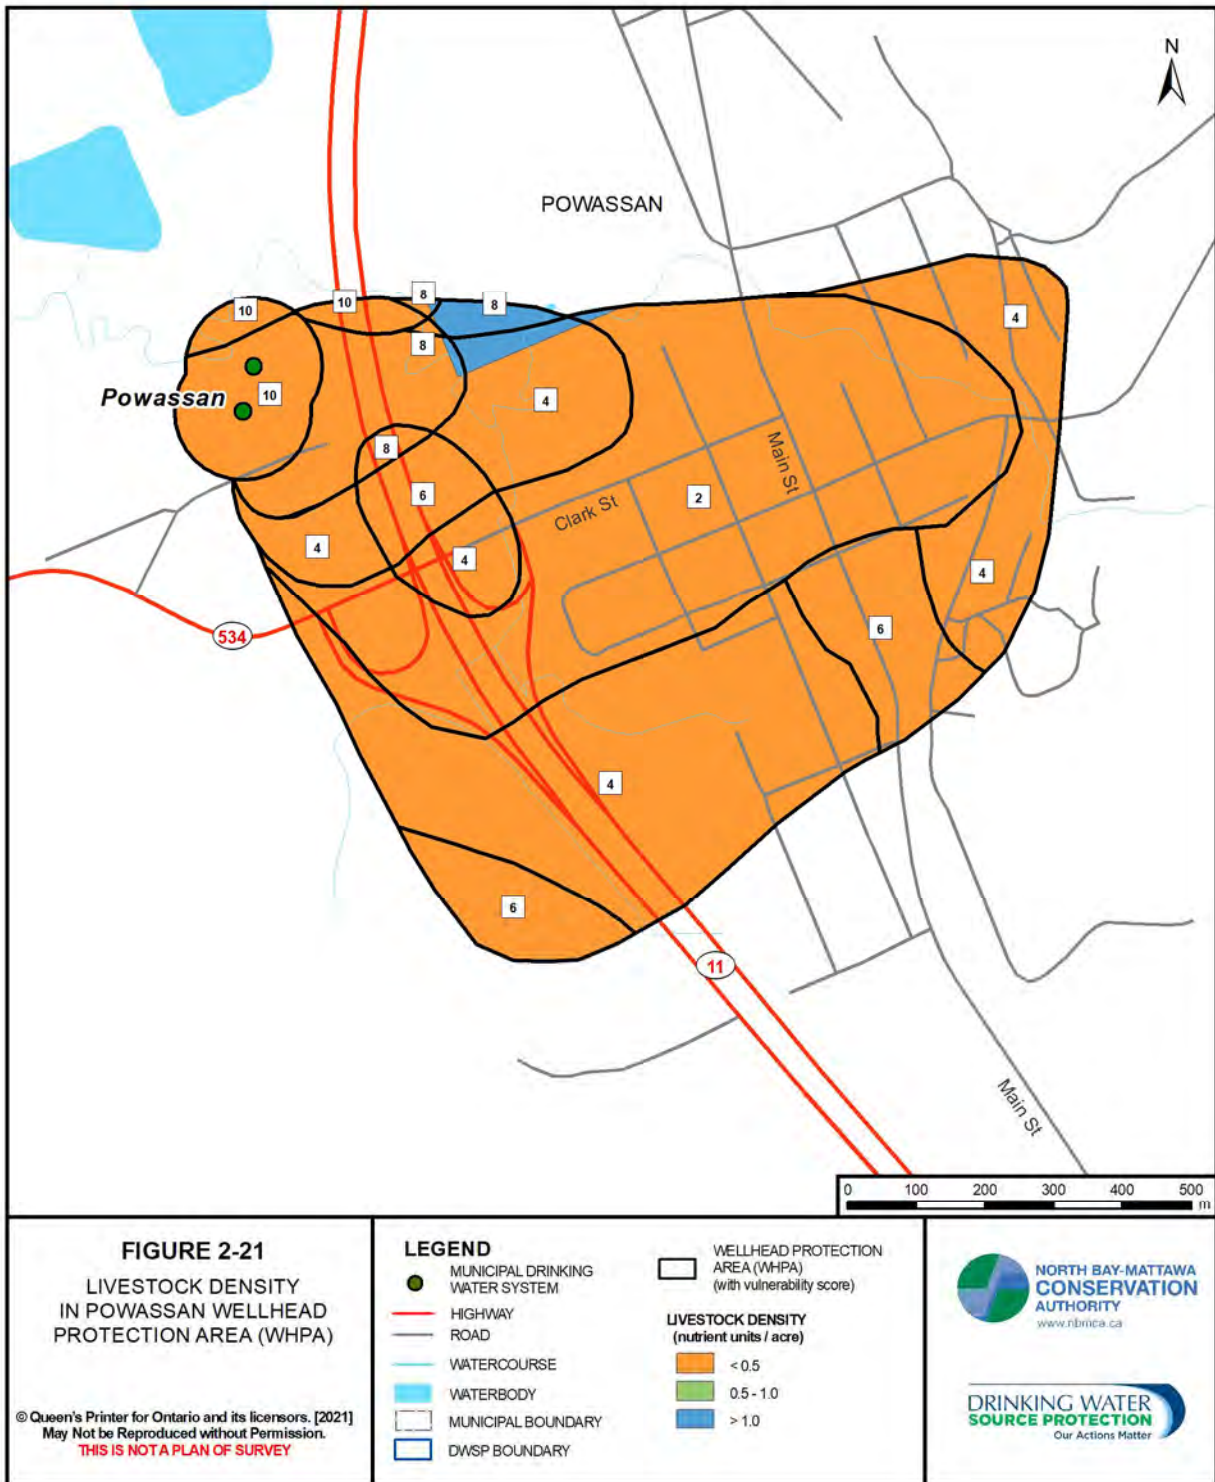 N
POWASSAN
10
10
8
8
8
4
10
Powassan
4
8
6
2
Main St
Clark St
4
4
4
6
534
4
6
11
Main St
0 100 200 300 400 500
m
FIGURE 2-21
LIVESTOCK DENSITY
IN POWASSAN WELLHEAD
PROTECTION AREA (WHPA)
© Queen's Printer for Ontario and its licensors. [2021]
May Not be Reproduced without Permission.
THIS IS NOT A PLAN OF SURVEY
LEGEND
MUNICIPAL DRINKING
WATER SYSTEM
HIGHWAY
ROAD
WATERCOURSE
WATERBODY
MUNICIPAL BOUNDARY
DWSP BOUNDARY
WELLHEAD PROTECTION
AREA (WHPA)
(with vulnerability score)
LIVESTOCK DENSITY
(nutrient units / acre)
< 0.5
0.5 - 1.0
> 1.0
NORTH BAY-MATTAWA
CONSERVATION
AUTHORITY
www.nbmca.ca
DRINKING WATER
SOURCE PROTECTION
Our Actions Matter